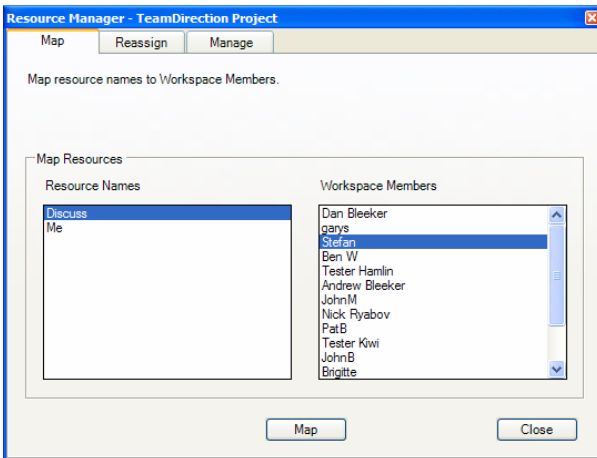 Resource Manager - TeamDirection Project
Map Reassign Manage
Map resource names to Workspace Members.
Map Resources
Resource Names
Discuss
Me
Workspace Members
Dan Bleeker
garys
Stefan
Ben W
Tester Hamlin
Andrew Bleeker
JohnM
Nick Ryabov
PatB
Tester Kiwi
JohnB
Brigitte
Map Close